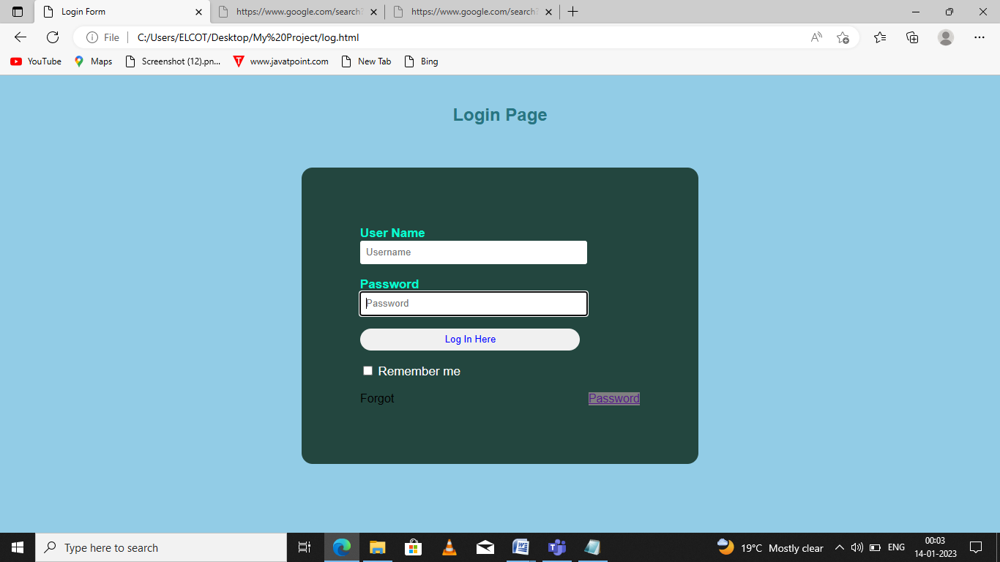 Login Form https://www.google.com/search? https://www.google.com/search?
File C:/Users/ELCOT/Desktop/My%20Project/log.html
YouTube Maps Screenshot (12).pn... www.javatpoint.com New Tab Bing
Login Page
User Name
Username
Password
Password
Log In Here
Remember me
Forgot Password
Type here to search 19°C Mostly clear ENG 00:03
14-01-2023